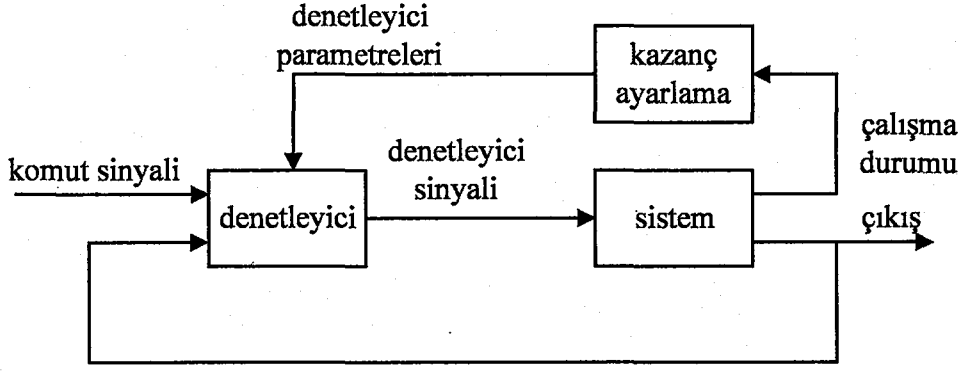 denetleyici
parametreleri
kazanç
ayarlama
çalışma
durumu
komut sinyali
denetleyici
sinyali
denetleyici
sistem
çıkış